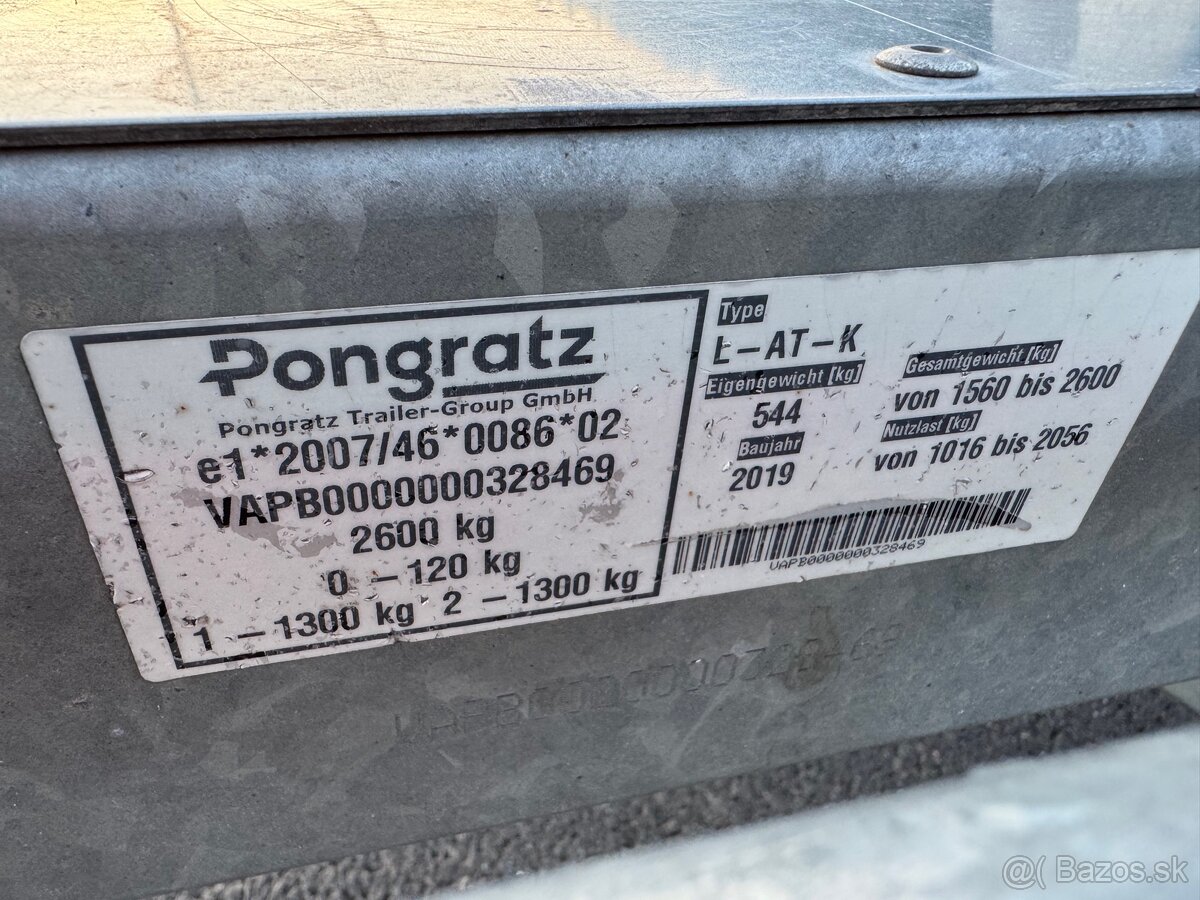 Pongratz
Pongratz Trailer-Group GmbH
e1*2007/46*0086*02
VAPB0000000328469
2600 kg
0 - 120 kg
1 - 1300 kg 2 - 1300 kg
Type
L-AT-K
Eigengewicht [kg]
544
Baujahr
2019
Gesamtgewicht [kg]
von 1560 bis 2600
Nutzlast [kg]
von 1016 bis 2056
VAPB0000000328469
VAPB0000000328469
@( Bazos.sk